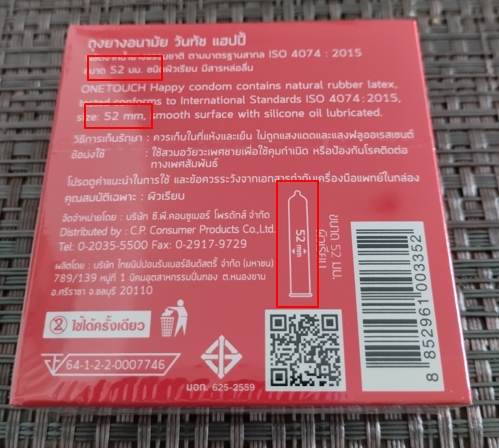 ถุงยางอนามัย วันทัช แฮปปี้
ผลิตจากน้ำยางธรรมชาติ ตามมาตรฐานสากล ISO 4074 : 2015
ขนาด 52 มม. ชนิดผิวเรียบ มีสารหล่อลื่น
ONETOUCH Happy condom contains natural rubber latex,
tested conforms to International Standards ISO 4074:2015,
size: 52 mm, smooth surface with silicone oil lubricated.
วิธีการเก็บรักษา : ควรเก็บในที่แห้งและเย็น ไม่ถูกแสงแดดและแสงฟลูออเรสเซนต์
ข้อบ่งใช้ : ใช้สวมอวัยวะเพศชายเพื่อใช้คุมกำเนิด หรือป้องกันโรคติดต่อ
ทางเพศสัมพันธ์
โปรดดูคำแนะนำในการใช้ และข้อควรระวังจากเอกสารกำกับเครื่องมือแพทย์ในกล่อง
คุณสมบัติเฉพาะ : ผิวเรียบ
จัดจำหน่ายโดย : บริษัท ซี.พี.คอนซูเมอร์ โพรดักส์ จำกัด
Distributed by : C.P. Consumer Products Co.,Ltd.
Tel: 0-2035-5500 Fax: 0-2917-9729
ผลิตโดย : บริษัท ไทยนิปปอนรับเบอร์อินดัสตรี้ จำกัด (มหาชน)
789/139 หมู่ที่ 1 นิคมอุตสาหกรรมปิ่นทอง ต.หนองขาม
อ.ศรีราชา จ.ชลบุรี 20110
52 mm
ขนาด 52 มม.
ผิวเรียบ
8 852961 003352
ใช้ได้ครั้งเดียว
64-1-2-2-0007746
มอก. 625-2559